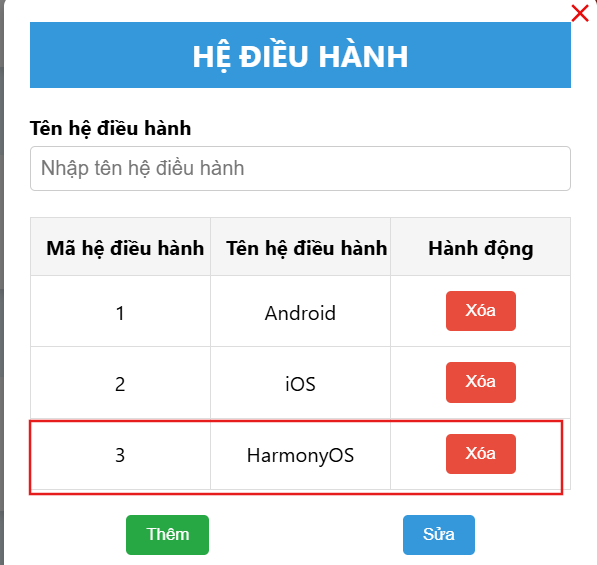 HỆ ĐIỀU HÀNH
Tên hệ điều hành
Nhập tên hệ điều hành
Mã hệ điều hành Tên hệ điều hành Hành động
1 Android Xóa
2 iOS Xóa
3 HarmonyOS Xóa
Thêm Sửa